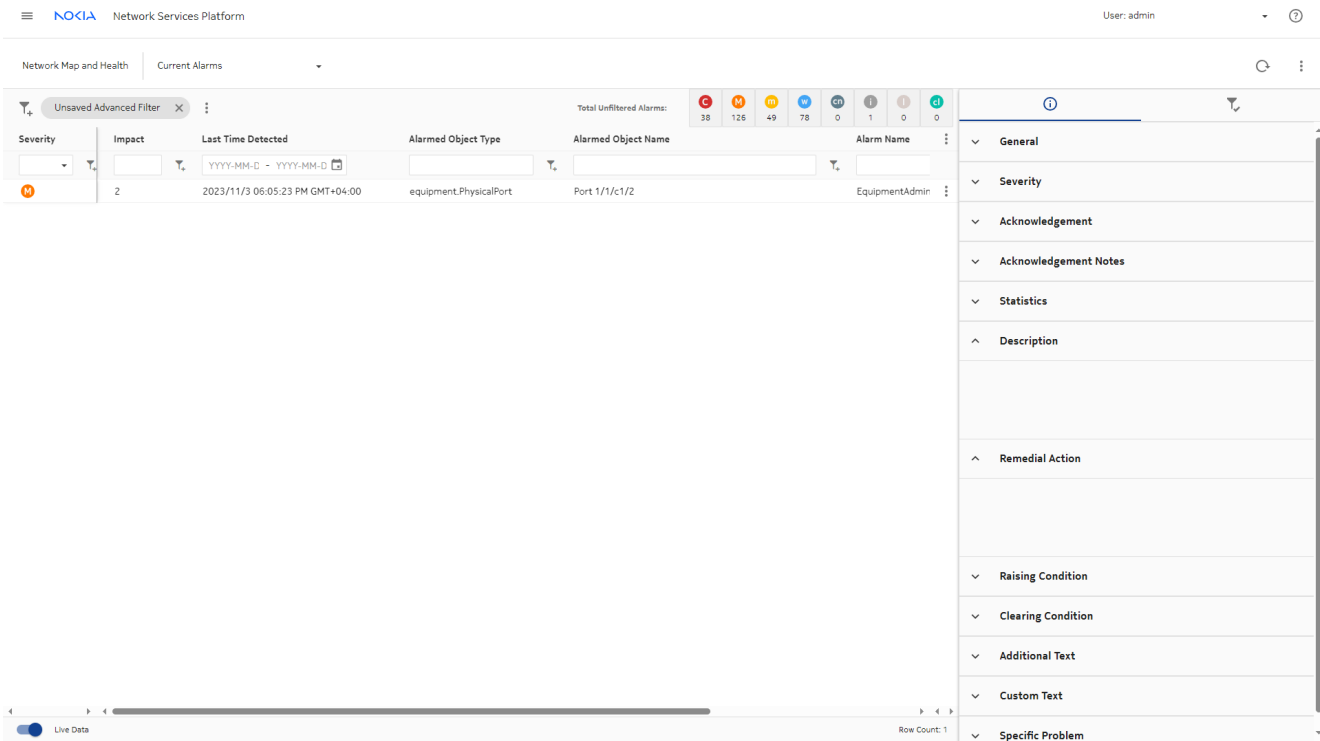 NOKIA Network Services Platform User: admin
Network Map and Health Current Alarms
Unsaved Advanced Filter Total Unfiltered Alarms: C M m w cn i I cl
38 126 49 78 0 1 0 0
Severity Impact Last Time Detected Alarmed Object Type Alarmed Object Name Alarm Name
YYYY-MM-D - YYYY-MM-D
M 2 2023/11/3 06:05:23 PM GMT+04:00 equipment.PhysicalPort Port 1/1/c1/2 EquipmentAdmin
General
Severity
Acknowledgement
Acknowledgement Notes
Statistics
Description
Remedial Action
Raising Condition
Clearing Condition
Additional Text
Custom Text
Specific Problem
Live Data Row Count: 1